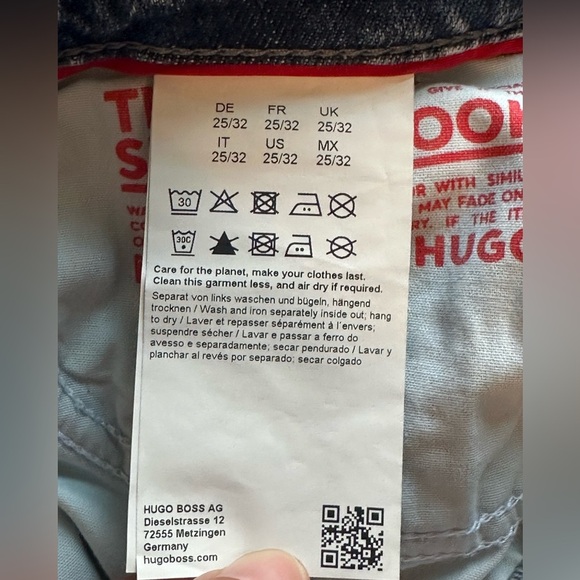 DE FR UK
25/32 25/32 25/32
IT US MX
25/32 25/32 25/32
30
30C
Care for the planet, make your clothes last.
Clean this garment less, and air dry if required.
Separat von links waschen und bügeln, hängend
trocknen / Wash and iron separately inside out; hang
to dry / Laver et repasser séparément à l'envers;
suspendre sécher / Lavar e passar a ferro do
avesso e separadamente; secar pendurado / Lavar y
planchar al revés por separado; secar colgado
HUGO BOSS AG
Dieselstrasse 12
72555 Metzingen
Germany
hugoboss.com
WITH
MAY FADE ON
IF THE
HUG